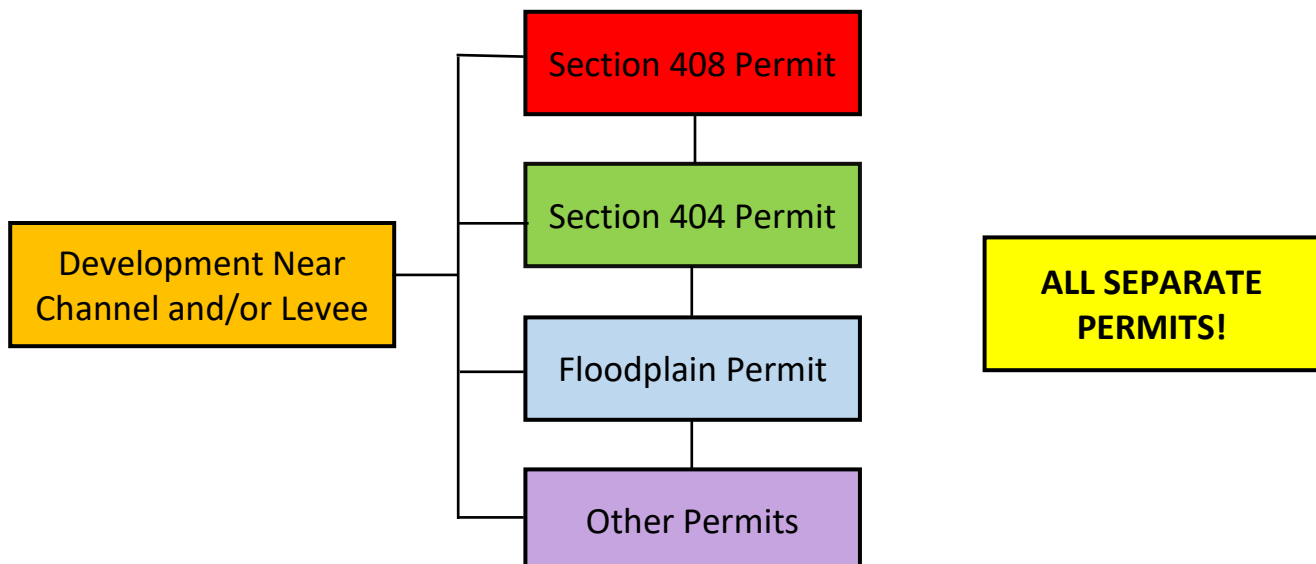 Section 408 Permit
Section 404 Permit
Development Near
Channel and/or Levee
ALL SEPARATE
PERMITS!
Floodplain Permit
Other Permits